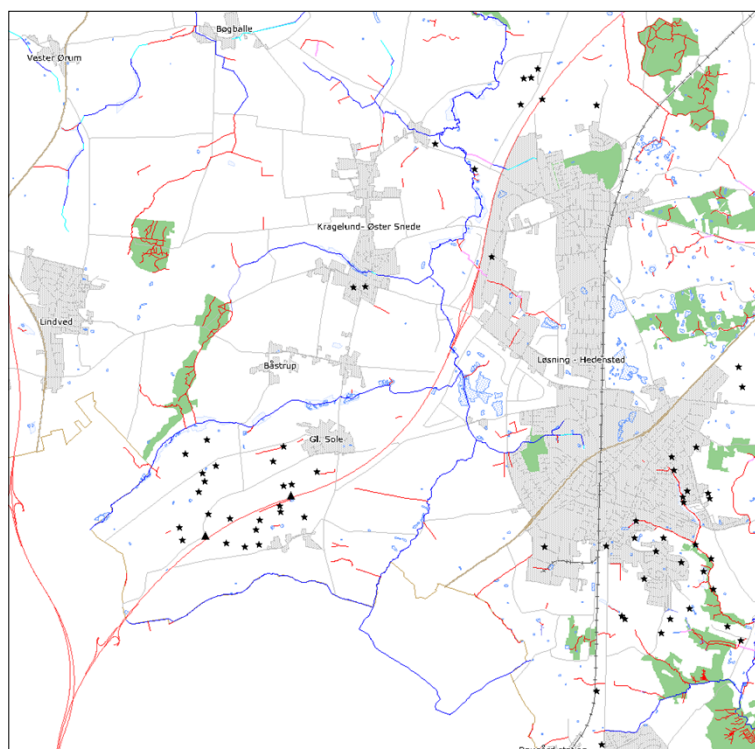 Bøgballe
Vester Ørum
Kragelund- Øster Snede
Lindved
Løsning - Hedensted
Båstrup
Gl. Sole